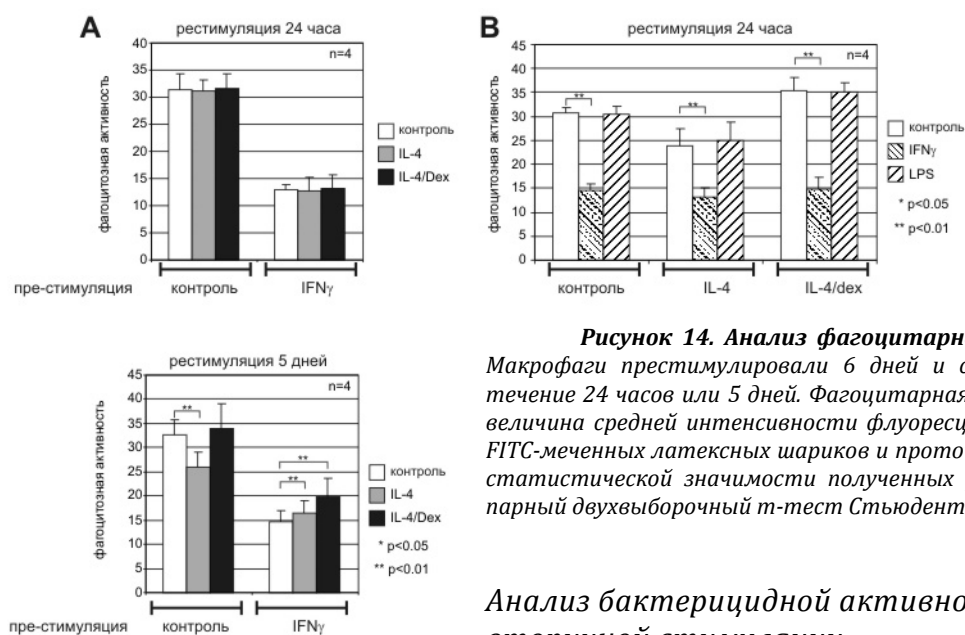 A
рестимуляция 24 часа
n=4
фагоцитозная активность
40
35
30
25
20
15
10
5
0
контроль
IL-4
IL-4/Dex
пре-стимуляция
контроль
IFNγ
B
рестимуляция 24 часа
n=4
фагоцитозная активность
45
40
35
30
25
20
15
10
5
0
**
**
**
контроль
IFNγ
LPS
* p<0.05
** p<0.01
контроль
IL-4
IL-4/dex
рестимуляция 5 дней
n=4
фагоцитозная активность
45
40
35
30
25
20
15
10
5
0
**
**
**
контроль
IL-4
IL-4/Dex
* p<0.05
** p<0.01
пре-стимуляция
контроль
IFNγ
Рисунок 14. Анализ фагоцитарн
Макрофаги престимулировали 6 дней и с
течение 24 часов или 5 дней. Фагоцитарная
величина средней интенсивности флуоресц
FITC-меченных латексных шариков и прото
статистической значимости полученных
парный двухвыборочный т-тест Стьюдент
Анализ бактерицидной активно